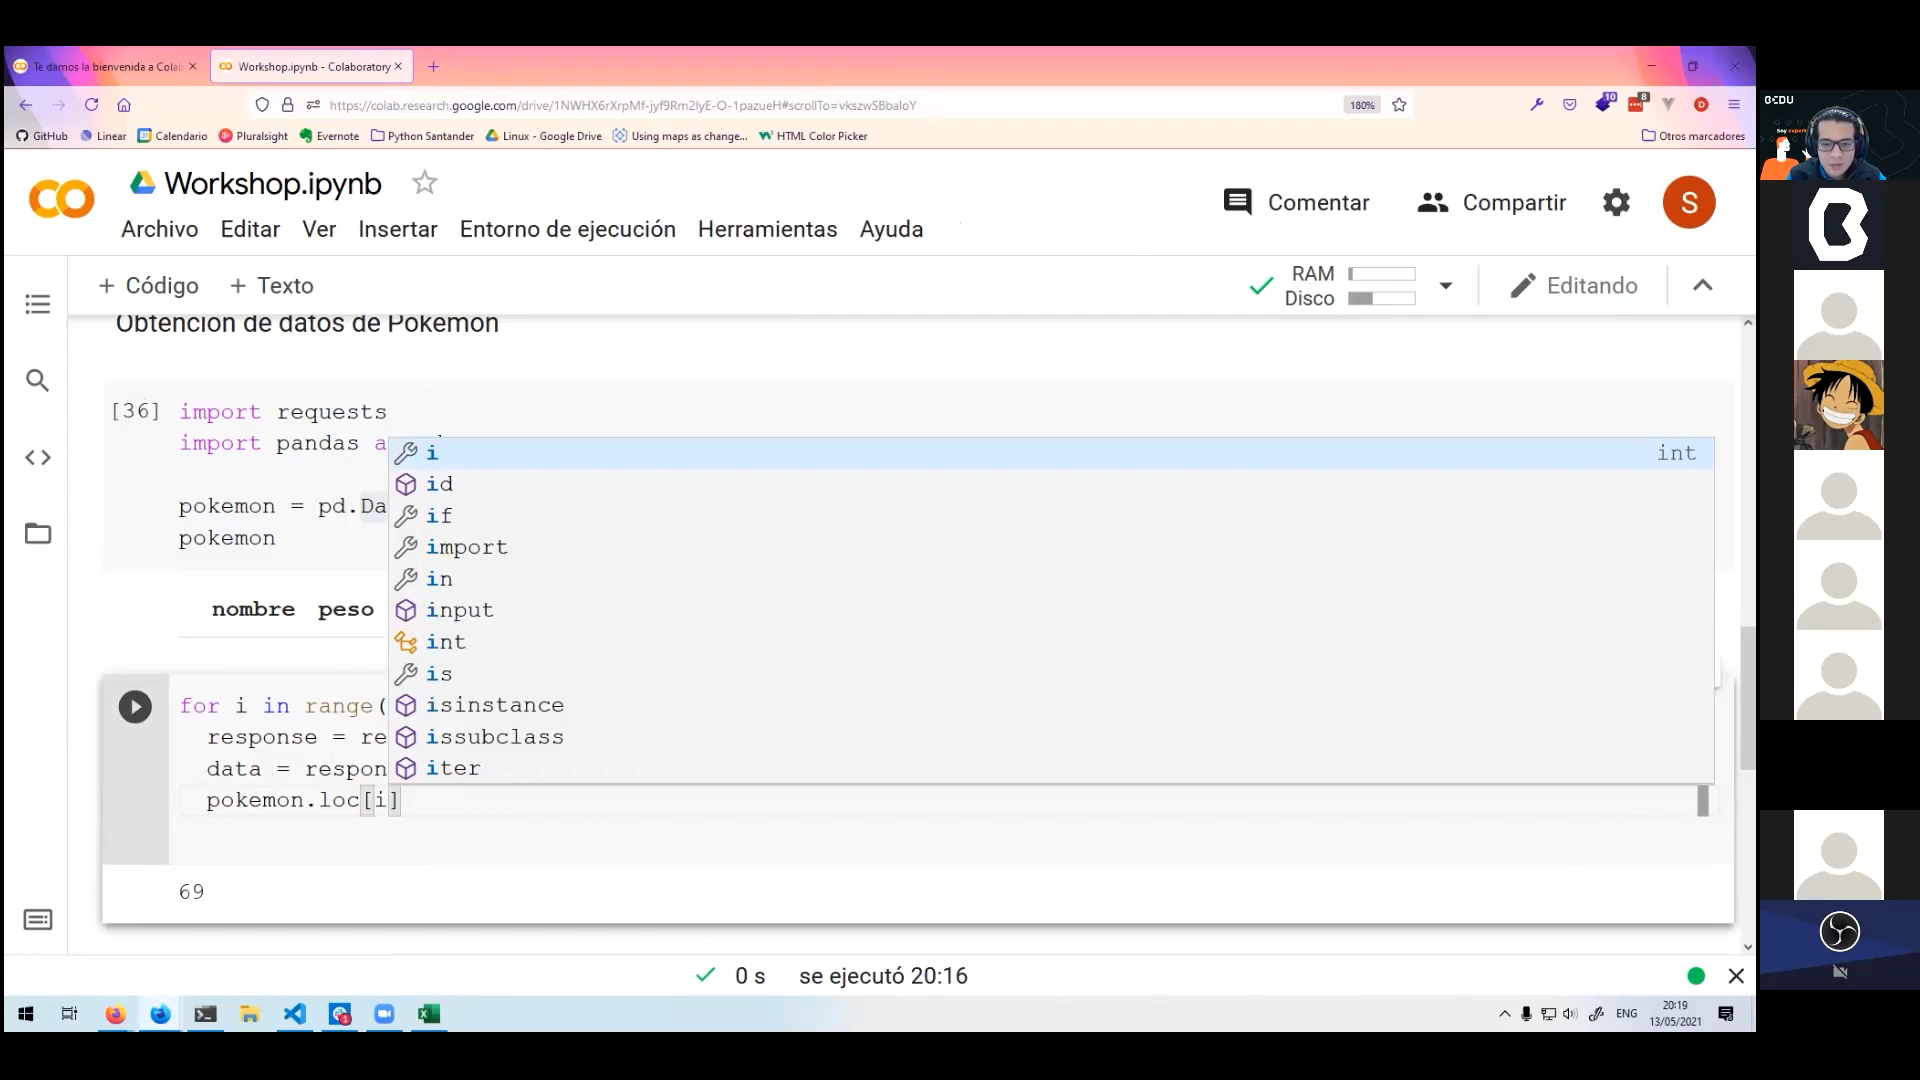 Te damos la bienvenida a Colab
Workshop.ipynb - Colaboratory
https://colab.research.google.com/drive/1NWHX6rXrpMf-jyf9Rm2lyE-O-1pazueH#scrollTo=vkszwSBbaloY
180%
10
8
D
GitHub
Linear
Calendario
Pluralsight
Evernote
Python Santander
Linux - Google Drive
Using maps as change...
HTML Color Picker
Otros marcadores
Workshop.ipynb
Comentar
Compartir
S
Archivo Editar Ver Insertar Entorno de ejecución Herramientas Ayuda
+ Código + Texto
RAM
Disco
Editando
Obtención de datos de Pokemon
[36] import requests
import pandas a
pokemon = pd.Da
pokemon
nombre peso
i int
id
if
import
in
input
int
is
isinstance
issubclass
iter
for i in range(
response = re
data = respon
pokemon.loc[i]
69
0 s se ejecutó 20:16
ENG
20:19
13/05/2021
BEDU
Soy experto